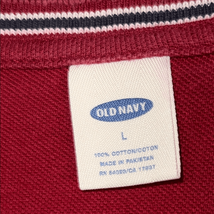 OLD NAVY
L
100% COTTON/COTON
MADE IN PAKISTAN